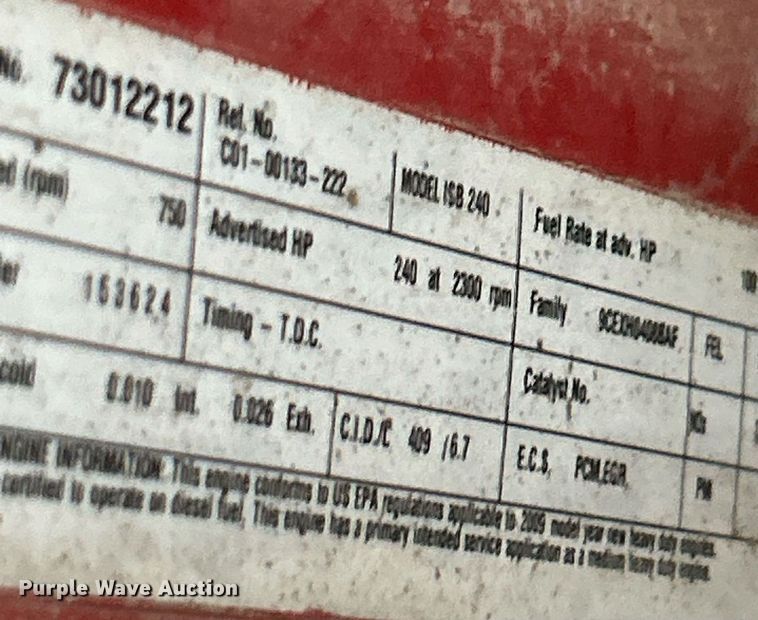 No. 73012212
Ref. No.
C01-00133-222
MODEL ISB 240
Fuel Rate at adv. HP
ed (rpm) 750
Advertised HP 240 at 2300 rpm
Family FEL
153624
Timing - T.D.C.
Catalyst No. NOx
cold 0.010 Int. 0.026 Exh.
C.I.D./L 409 / 6.7
E.C.S. PCM,EGR, PM
ENGINE INFORMATION: This engine conforms to US EPA regulations applicable to 2009 model year new heavy duty engines.
certified to operate on diesel fuel. This engine has a primary intended service application as a medium heavy duty engine.
Purple Wave Auction